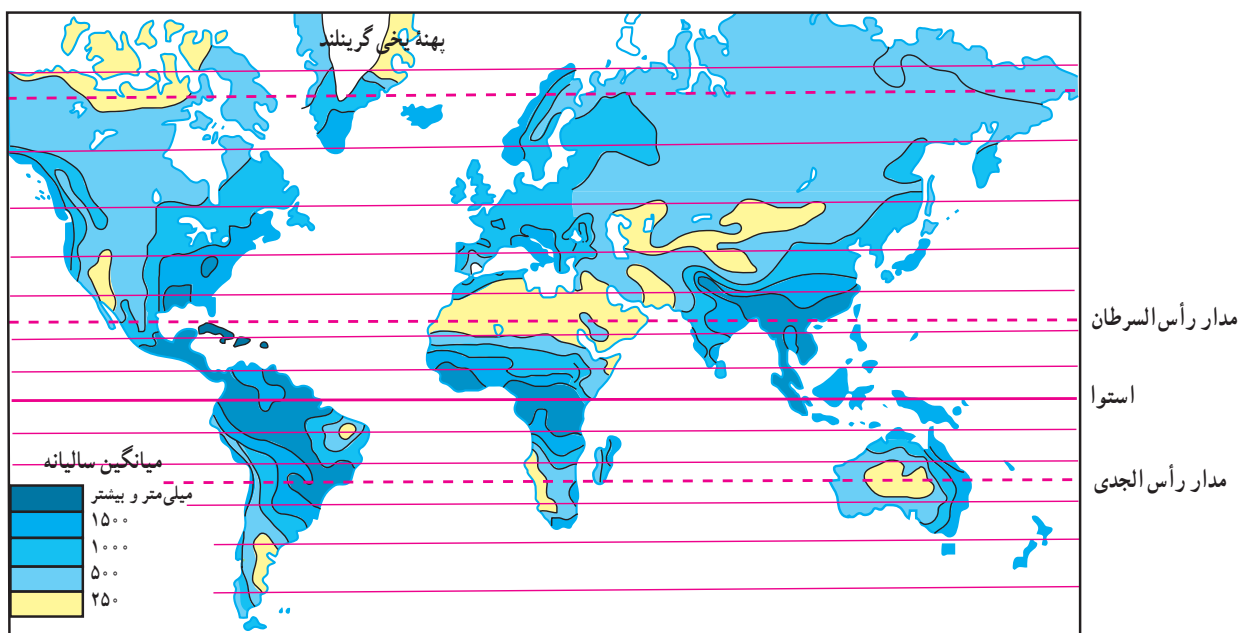 پهنهٔ یخی گرینلند
مدار رأس‌السرطان
استوا
مدار رأس‌الجدی
میانگین سالیانه
میلی‌متر و بیشتر
۱۵۰۰
۱۰۰۰
۵۰۰
۲۵۰